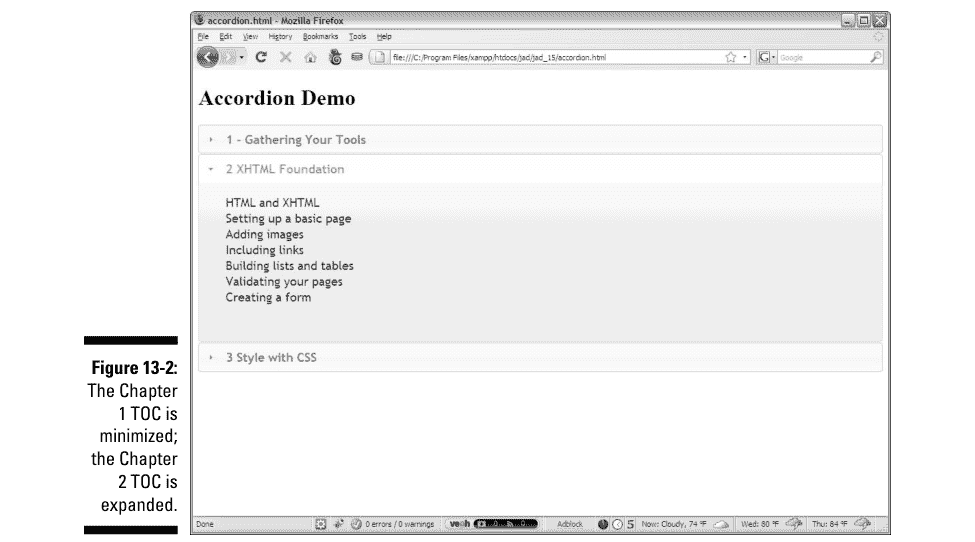 accordion.html - Mozilla Firefox
File Edit View History Bookmarks Tools Help
file:///C:/Program Files/xampp/htdocs/jad/jad_15/accordion.html
G Google
Accordion Demo
1 - Gathering Your Tools
2 XHTML Foundation
HTML and XHTML
Setting up a basic page
Adding images
Including links
Building lists and tables
Validating your pages
Creating a form
3 Style with CSS
Figure 13-2:
The Chapter
1 TOC is
minimized;
the Chapter
2 TOC is
expanded.
Done 0 errors / 0 warnings veoh Adblock 5 Now: Cloudy, 74 °F Wed: 80 °F Thu: 84 °F